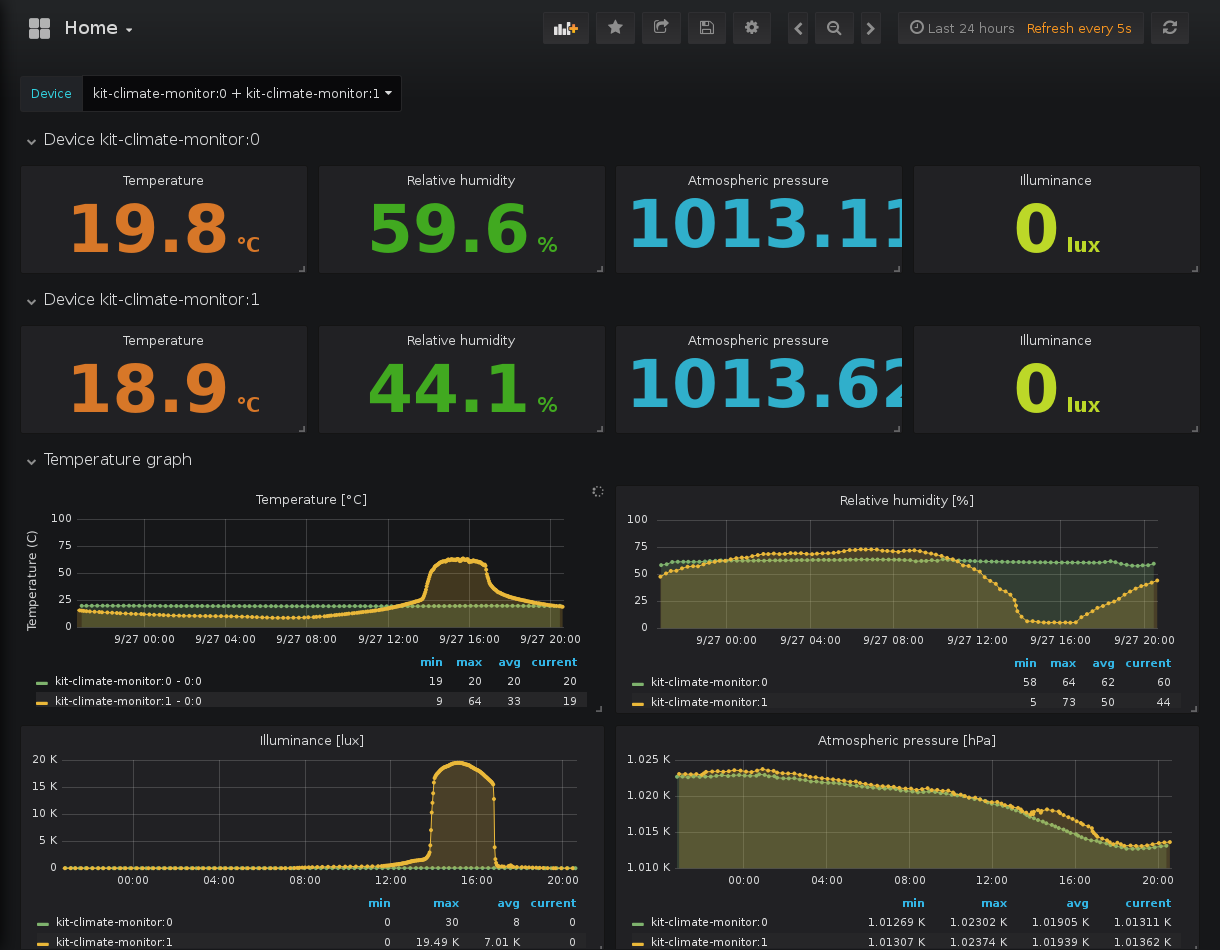 Home
Last 24 hours Refresh every 5s
Device kit-climate-monitor:0 + kit-climate-monitor:1
Device kit-climate-monitor:0
Temperature Relative humidity Atmospheric pressure Illuminance
19.8 °C 59.6 % 1013.11 0 lux
Device kit-climate-monitor:1
Temperature Relative humidity Atmospheric pressure Illuminance
18.9 °C 44.1 % 1013.62 0 lux
Temperature graph
Temperature [°C]
Temperature (C)
100
75
50
25
0
9/27 00:00 9/27 04:00 9/27 08:00 9/27 12:00 9/27 16:00 9/27 20:00
min max avg current
kit-climate-monitor:0 - 0:0 19 20 20 20
kit-climate-monitor:1 - 0:0 9 64 33 19
Relative humidity [%]
100
75
50
25
0
9/27 00:00 9/27 04:00 9/27 08:00 9/27 12:00 9/27 16:00 9/27 20:00
min max avg current
kit-climate-monitor:0 58 64 62 60
kit-climate-monitor:1 5 73 50 44
Illuminance [lux]
20 K
15 K
10 K
5 K
0
00:00 04:00 08:00 12:00 16:00 20:00
min max avg current
kit-climate-monitor:0 0 30 8 0
kit-climate-monitor:1 0 19.49 K 7.01 K 0
Atmospheric pressure [hPa]
1.025 K
1.020 K
1.015 K
1.010 K
00:00 04:00 08:00 12:00 16:00 20:00
min max avg current
kit-climate-monitor:0 1.01269 K 1.02302 K 1.01905 K 1.01311 K
kit-climate-monitor:1 1.01307 K 1.02374 K 1.01939 K 1.01362 K